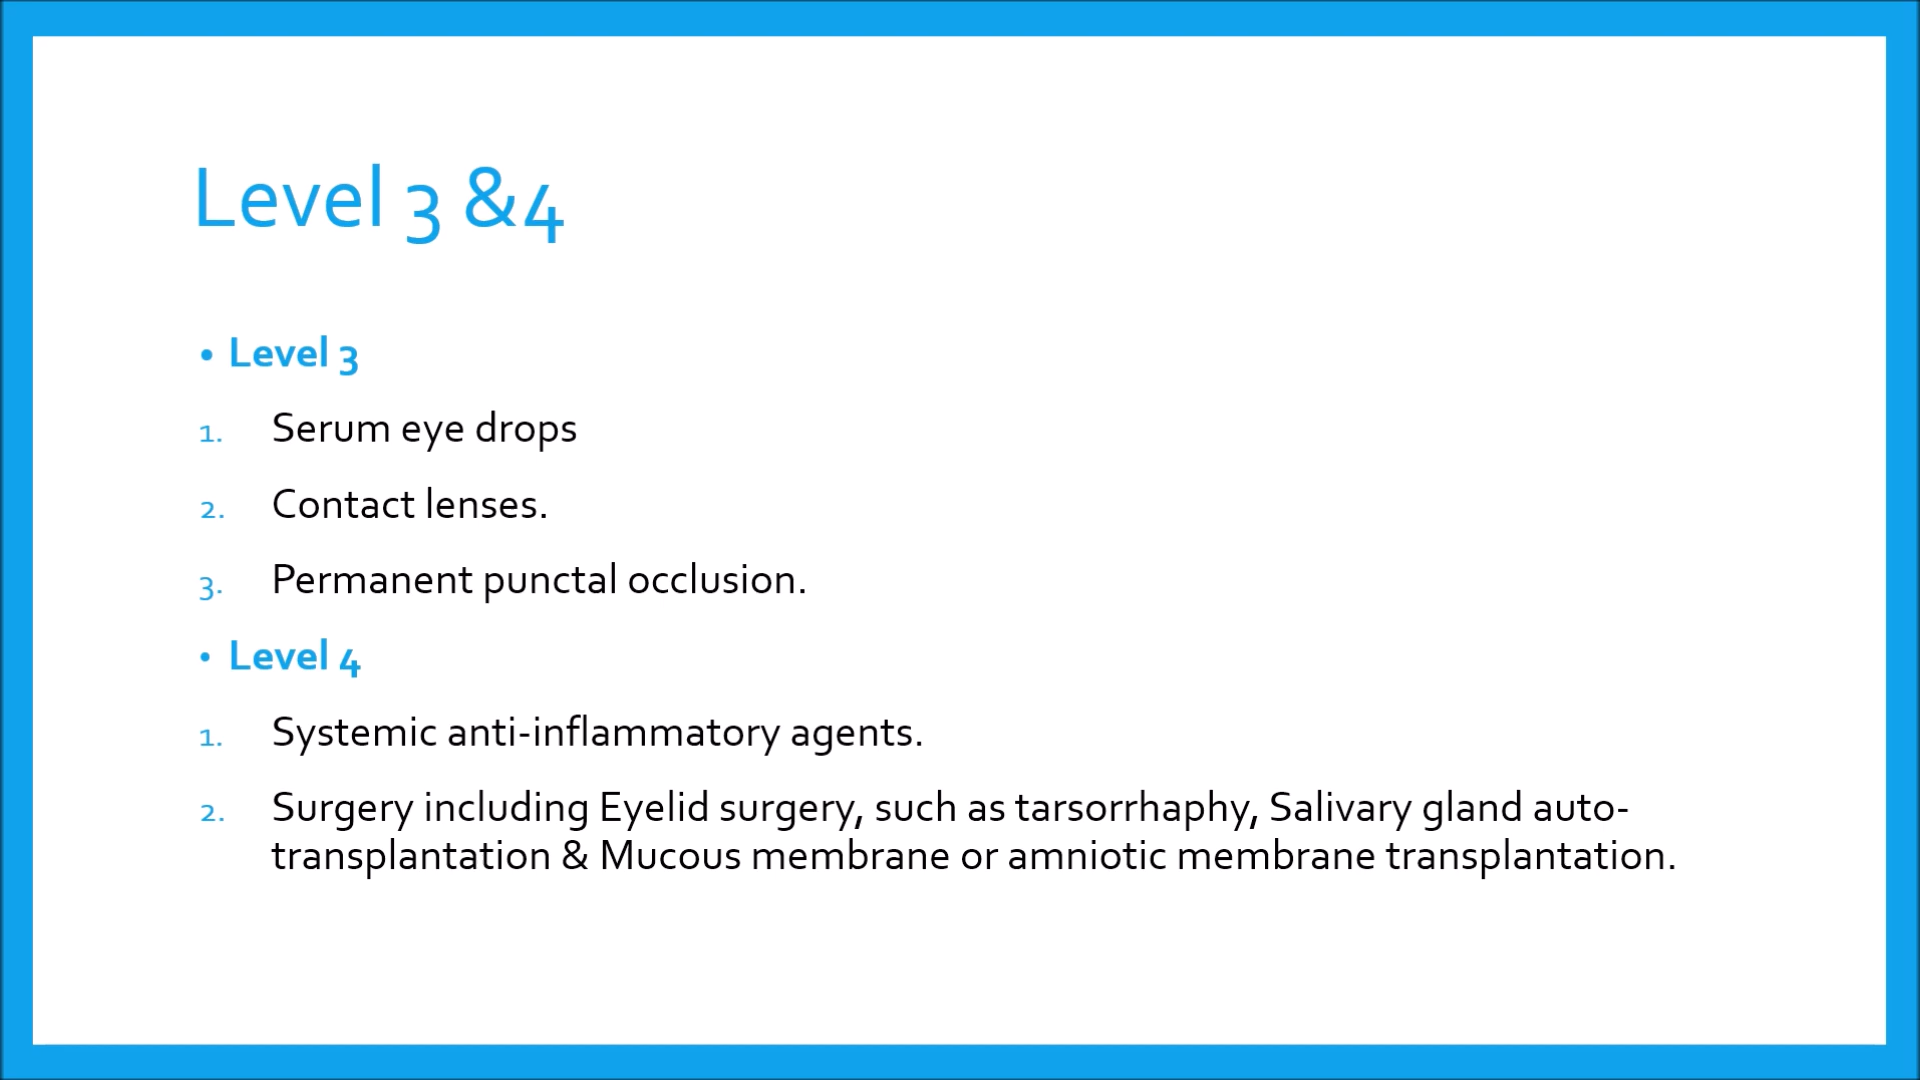 Level 3 &4
• Level 3
1. Serum eye drops
2. Contact lenses.
3. Permanent punctal occlusion.
• Level 4
1. Systemic anti-inflammatory agents.
2. Surgery including Eyelid surgery, such as tarsorrhaphy, Salivary gland auto-
transplantation & Mucous membrane or amniotic membrane transplantation.